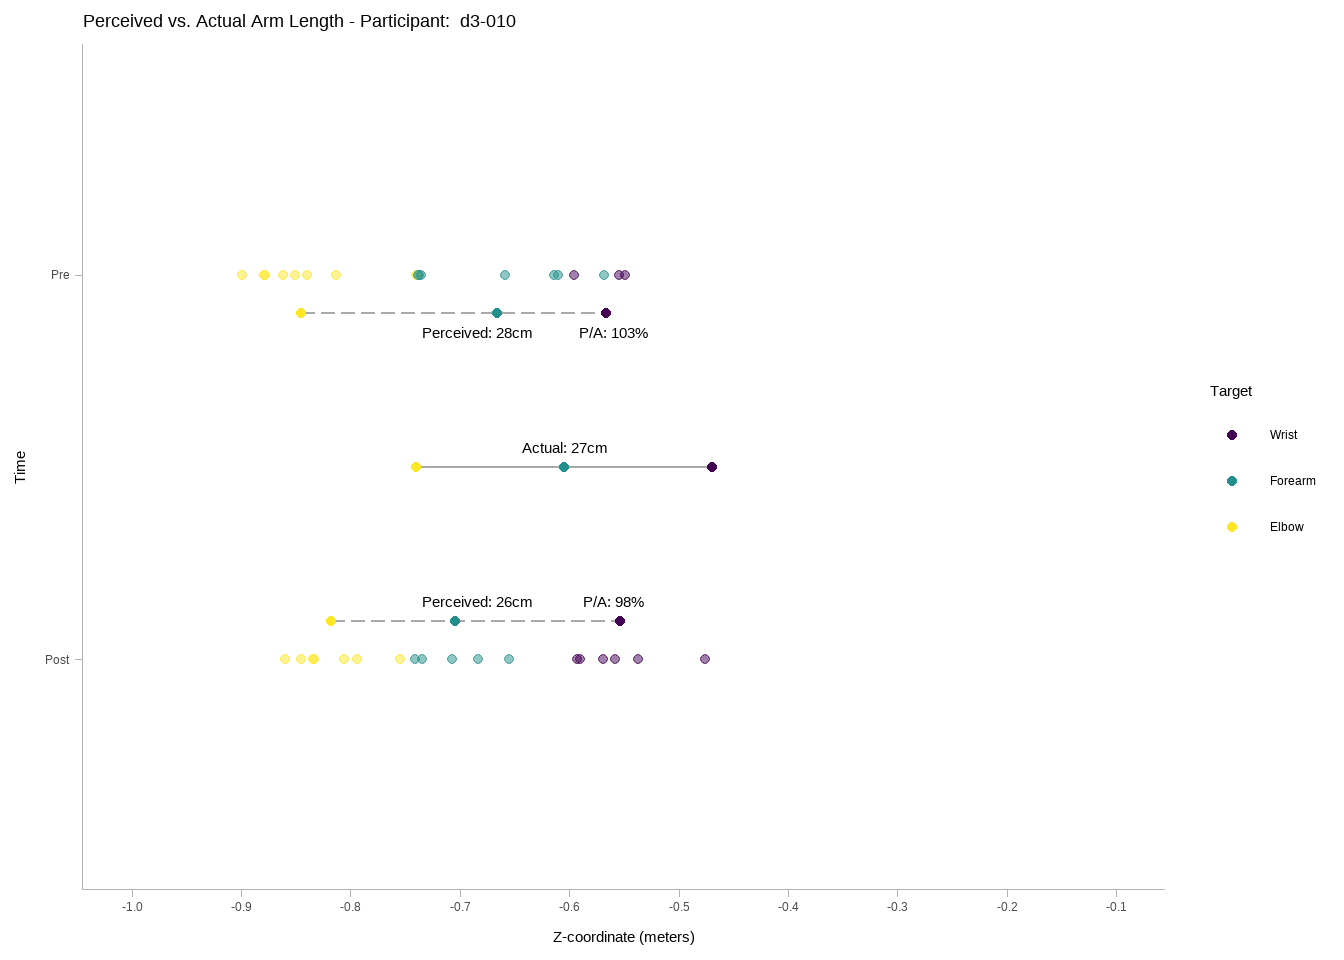 Perceived vs. Actual Arm Length - Participant:  d3-010
Pre
Perceived: 28cm
P/A: 103%
Actual: 27cm
Time
Perceived: 26cm
P/A: 98%
Post
-1.0
-0.9
-0.8
-0.7
-0.6
-0.5
-0.4
-0.3
-0.2
-0.1
Z-coordinate (meters)
Target
Wrist
Forearm
Elbow